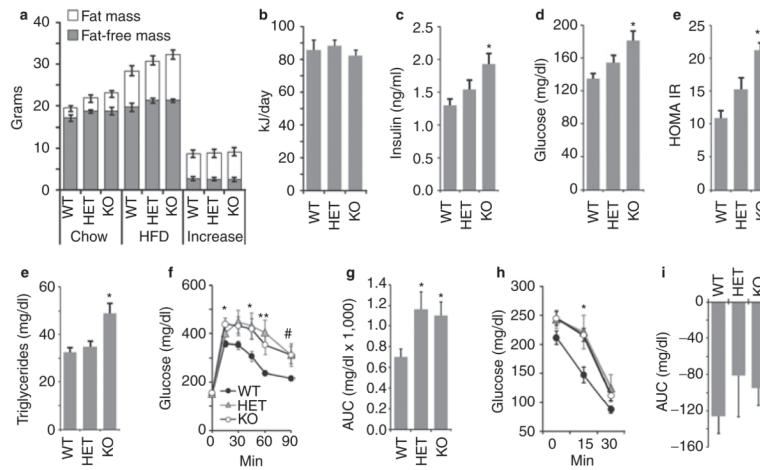 a
Fat mass
Fat-free mass
Grams
40
30
20
10
0
WT
HET
KO
WT
HET
KO
WT
HET
KO
Chow
HFD
Increase
b
kJ/day
100
80
60
40
20
0
WT
HET
KO
c
Insulin (ng/ml)
2.5
2.0
1.5
1.0
0.5
0.0
*
WT
HET
KO
d
Glucose (mg/dl)
200
160
120
80
40
0
*
WT
HET
KO
e
HOMA IR
25
20
15
10
5
0
*
WT
HET
KO
e
Triglycerides (mg/dl)
60
40
20
0
*
WT
HET
KO
f
Glucose (mg/dl)
600
400
200
0
* * ** #
WT
HET
KO
0 30 60 90
Min
g
AUC (mg/dl x 1,000)
1.4
1.2
1.0
0.8
0.6
0.4
0.2
0.0
* *
WT
HET
KO
h
Glucose (mg/dl)
300
250
200
150
100
50
*
0 15 30
Min
i
WT
HET
KO
AUC (mg/dl)
0
−40
−80
−120
−160